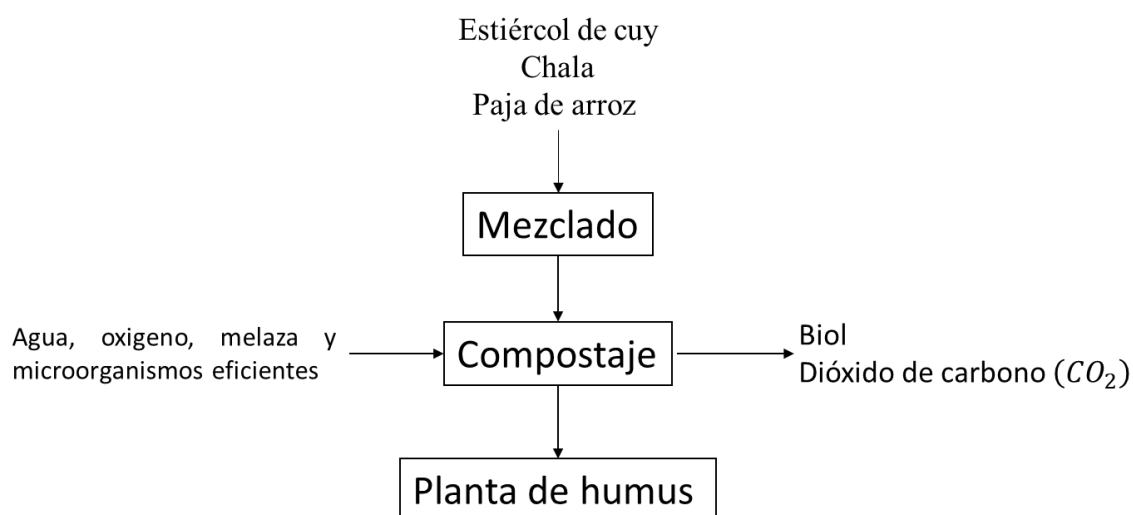 Estiércol de cuy
Chala
Paja de arroz
Mezclado
Agua, oxigeno, melaza y
microorganismos eficientes
Compostaje
Biol
Dióxido de carbono (CO₂)
Planta de humus